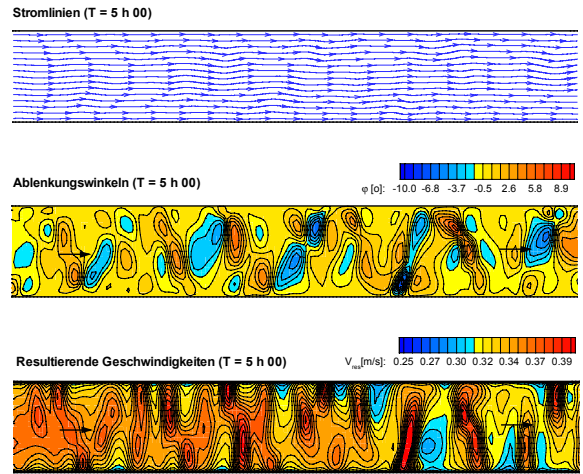 Stromlinien (T = 5 h 00)
Ablenkungswinkeln (T = 5 h 00)
φ [o]: -10.0 -6.8 -3.7 -0.5 2.6 5.8 8.9
Resultierende Geschwindigkeiten (T = 5 h 00)
V_res[m/s]: 0.25 0.27 0.30 0.32 0.34 0.37 0.39